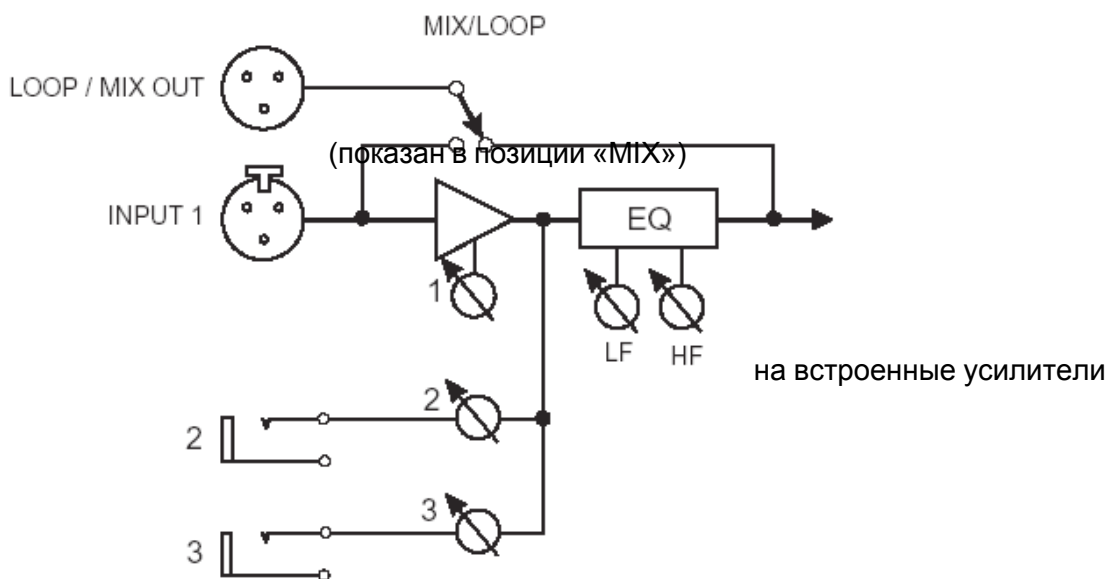 MIX/LOOP
LOOP / MIX OUT
(показан в позиции «MIX»)
INPUT 1
EQ
1
LF
HF
на встроенные усилители
2
2
3
3